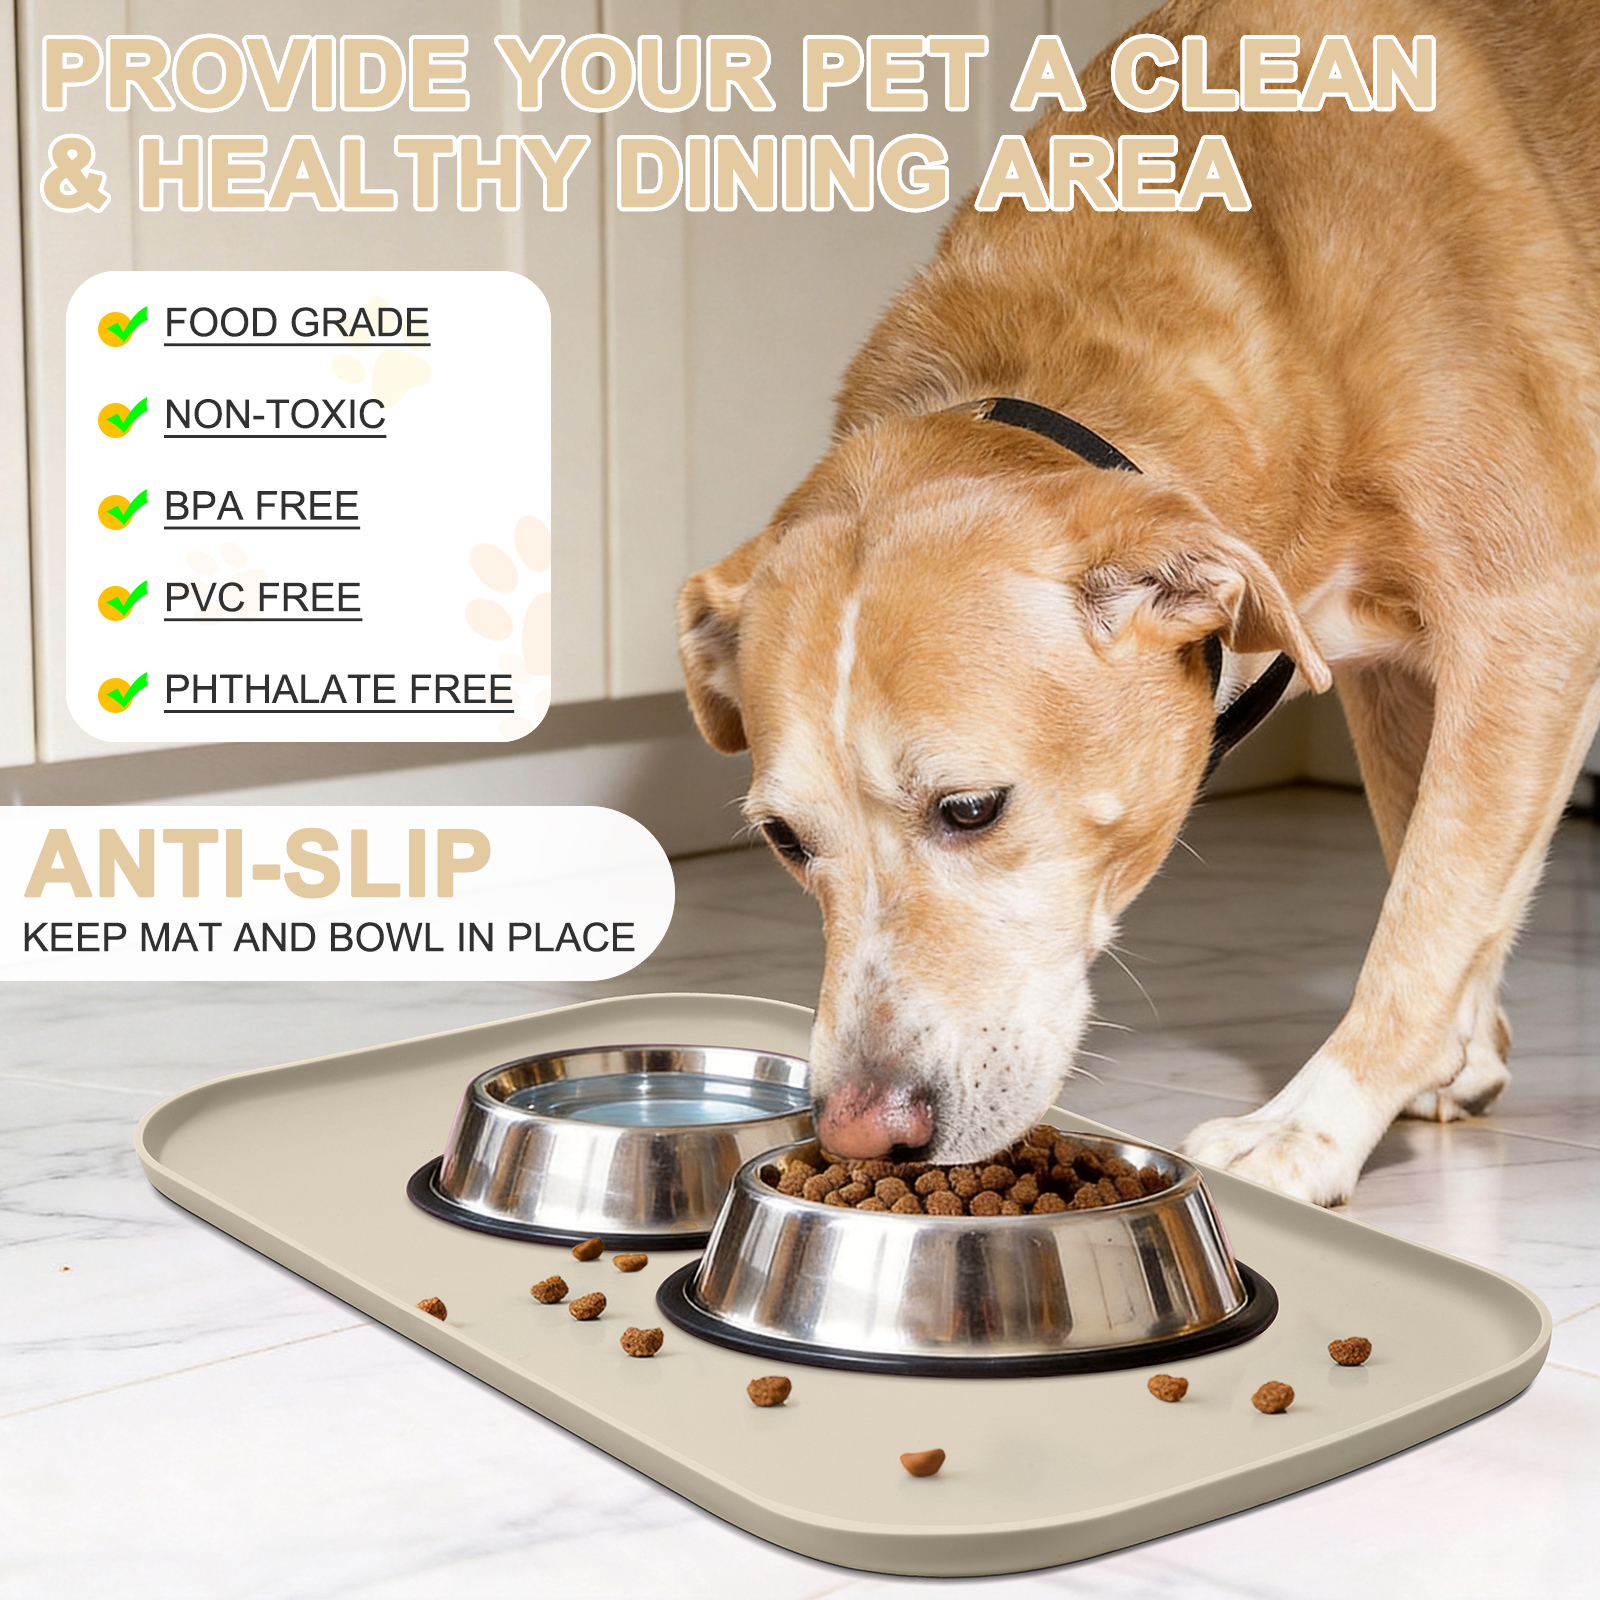 PROVIDE YOUR PET A CLEAN
& HEALTHY DINING AREA
FOOD GRADE
NON-TOXIC
BPA FREE
PVC FREE
PHTHALATE FREE
ANTI-SLIP
KEEP MAT AND BOWL IN PLACE